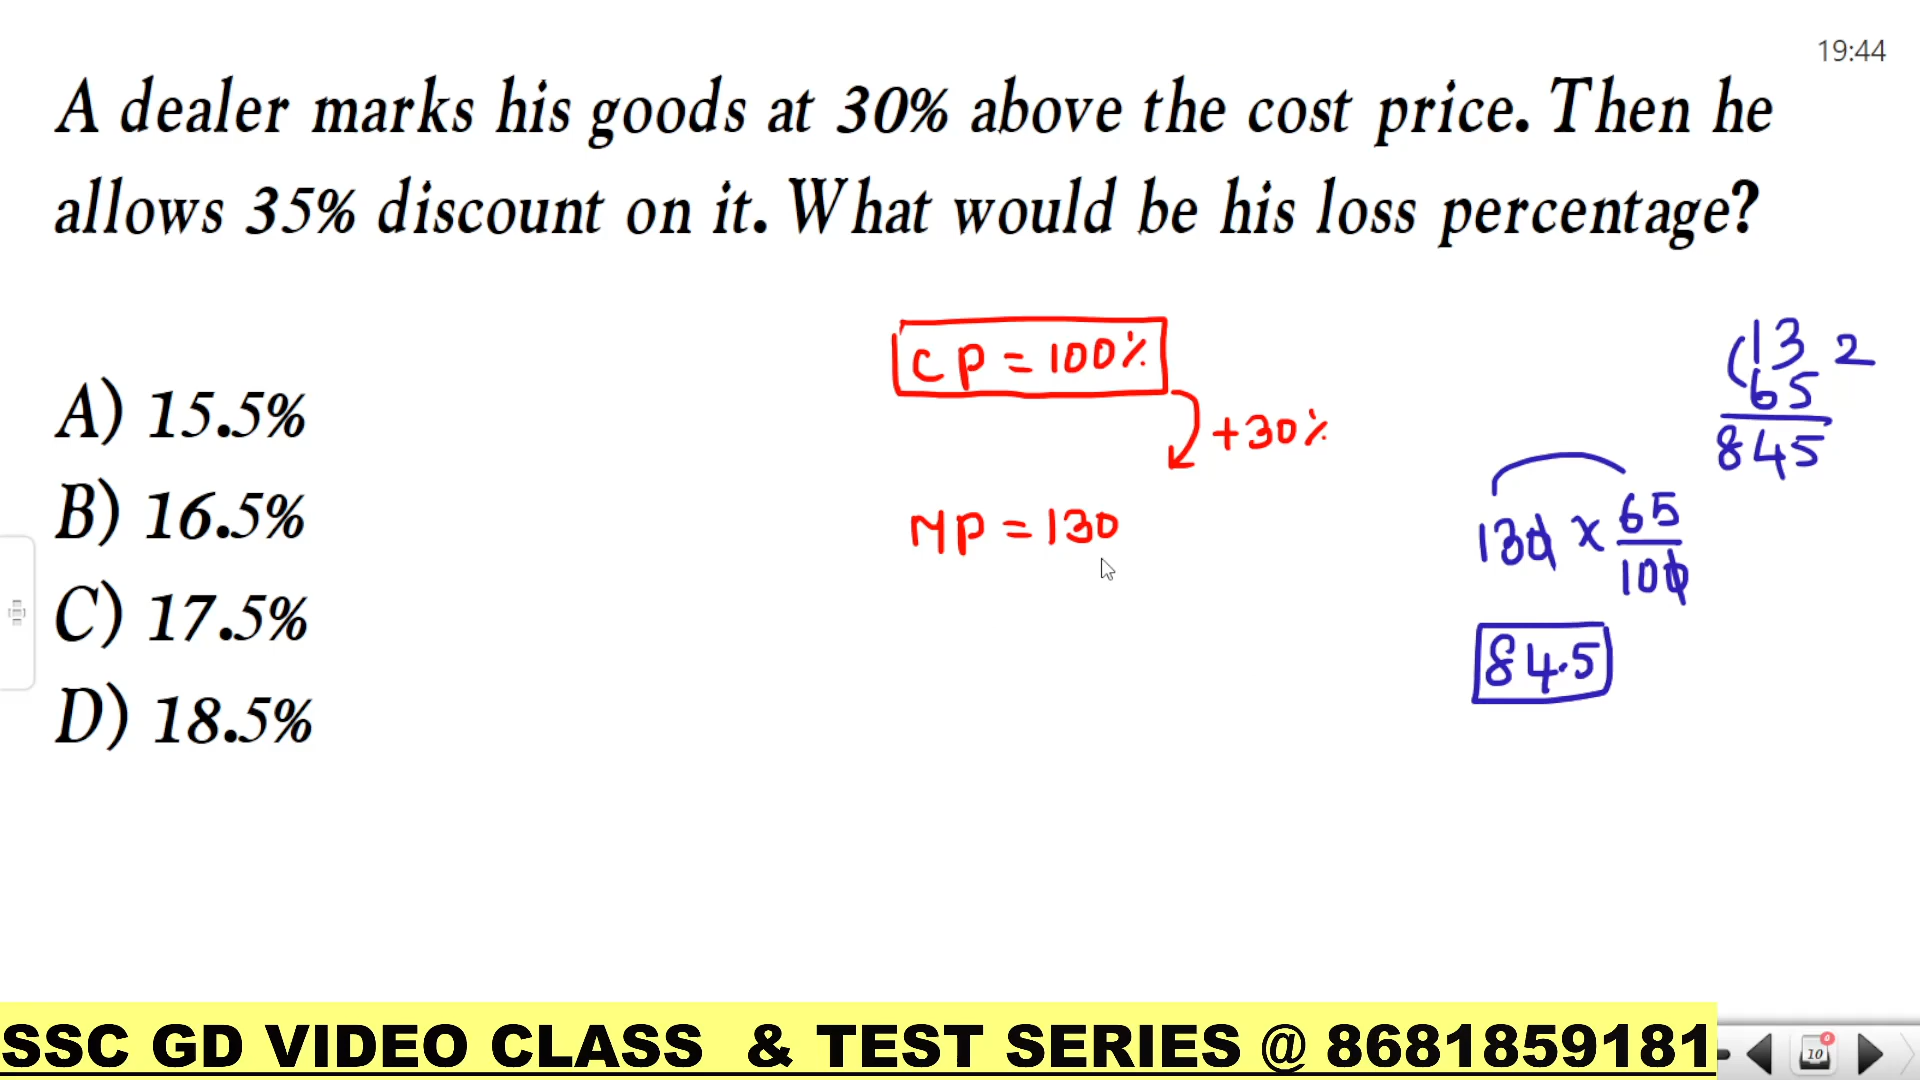 19:44
A dealer marks his goods at 30% above the cost price. Then he
allows 35% discount on it. What would be his loss percentage?
A) 15.5%
B) 16.5%
C) 17.5%
D) 18.5%
CP = 100%
+30%
MP = 130
13 2
65
845
130 x 65
100
84.5
SSC GD VIDEO CLASS & TEST SERIES @ 8681859181
10
0